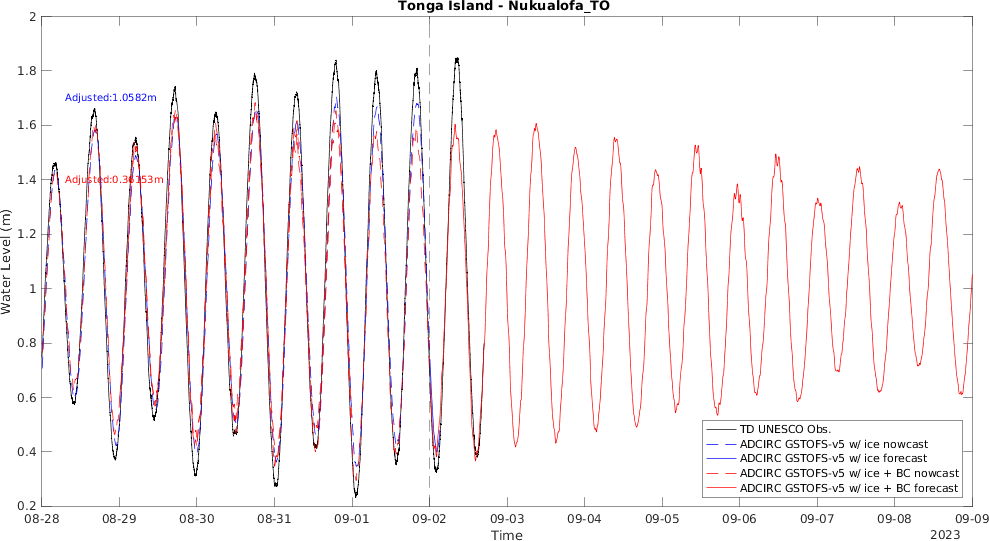 Tonga Island - Nukualofa_TO
2
1.8
1.6
1.4
1.2
1
0.8
0.6
0.4
0.2
Water Level (m)
Adjusted:1.0582m
Adjusted:0.36153m
TD UNESCO Obs.
ADCIRC GSTOFS-v5 w/ ice nowcast
ADCIRC GSTOFS-v5 w/ ice forecast
ADCIRC GSTOFS-v5 w/ ice + BC nowcast
ADCIRC GSTOFS-v5 w/ ice + BC forecast
08-28 08-29 08-30 08-31 09-01 09-02 09-03 09-04 09-05 09-06 09-07 09-08 09-09
Time
2023